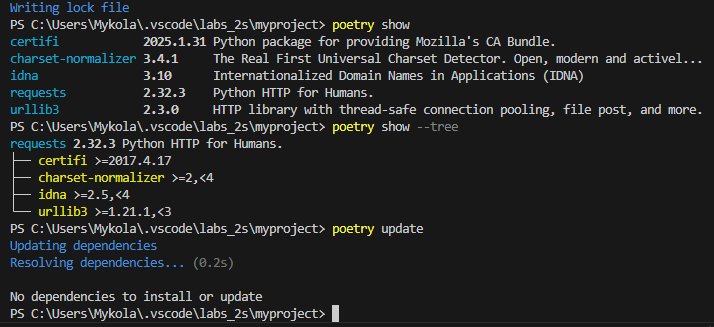 Writing lock file
PS C:\Users\Mykola\.vscode\labs_2s\myproject> poetry show
certifi            2025.1.31 Python package for providing Mozilla's CA Bundle.
charset-normalizer 3.4.1     The Real First Universal Charset Detector. Open, modern and activel...
idna               3.10      Internationalized Domain Names in Applications (IDNA)
requests           2.32.3    Python HTTP for Humans.
urllib3            2.3.0     HTTP library with thread-safe connection pooling, file post, and more.
PS C:\Users\Mykola\.vscode\labs_2s\myproject> poetry show --tree
requests 2.32.3 Python HTTP for Humans.
├── certifi >=2017.4.17
├── charset-normalizer >=2,<4
├── idna >=2.5,<4
└── urllib3 >=1.21.1,<3
PS C:\Users\Mykola\.vscode\labs_2s\myproject> poetry update
Updating dependencies
Resolving dependencies... (0.2s)

No dependencies to install or update
PS C:\Users\Mykola\.vscode\labs_2s\myproject>